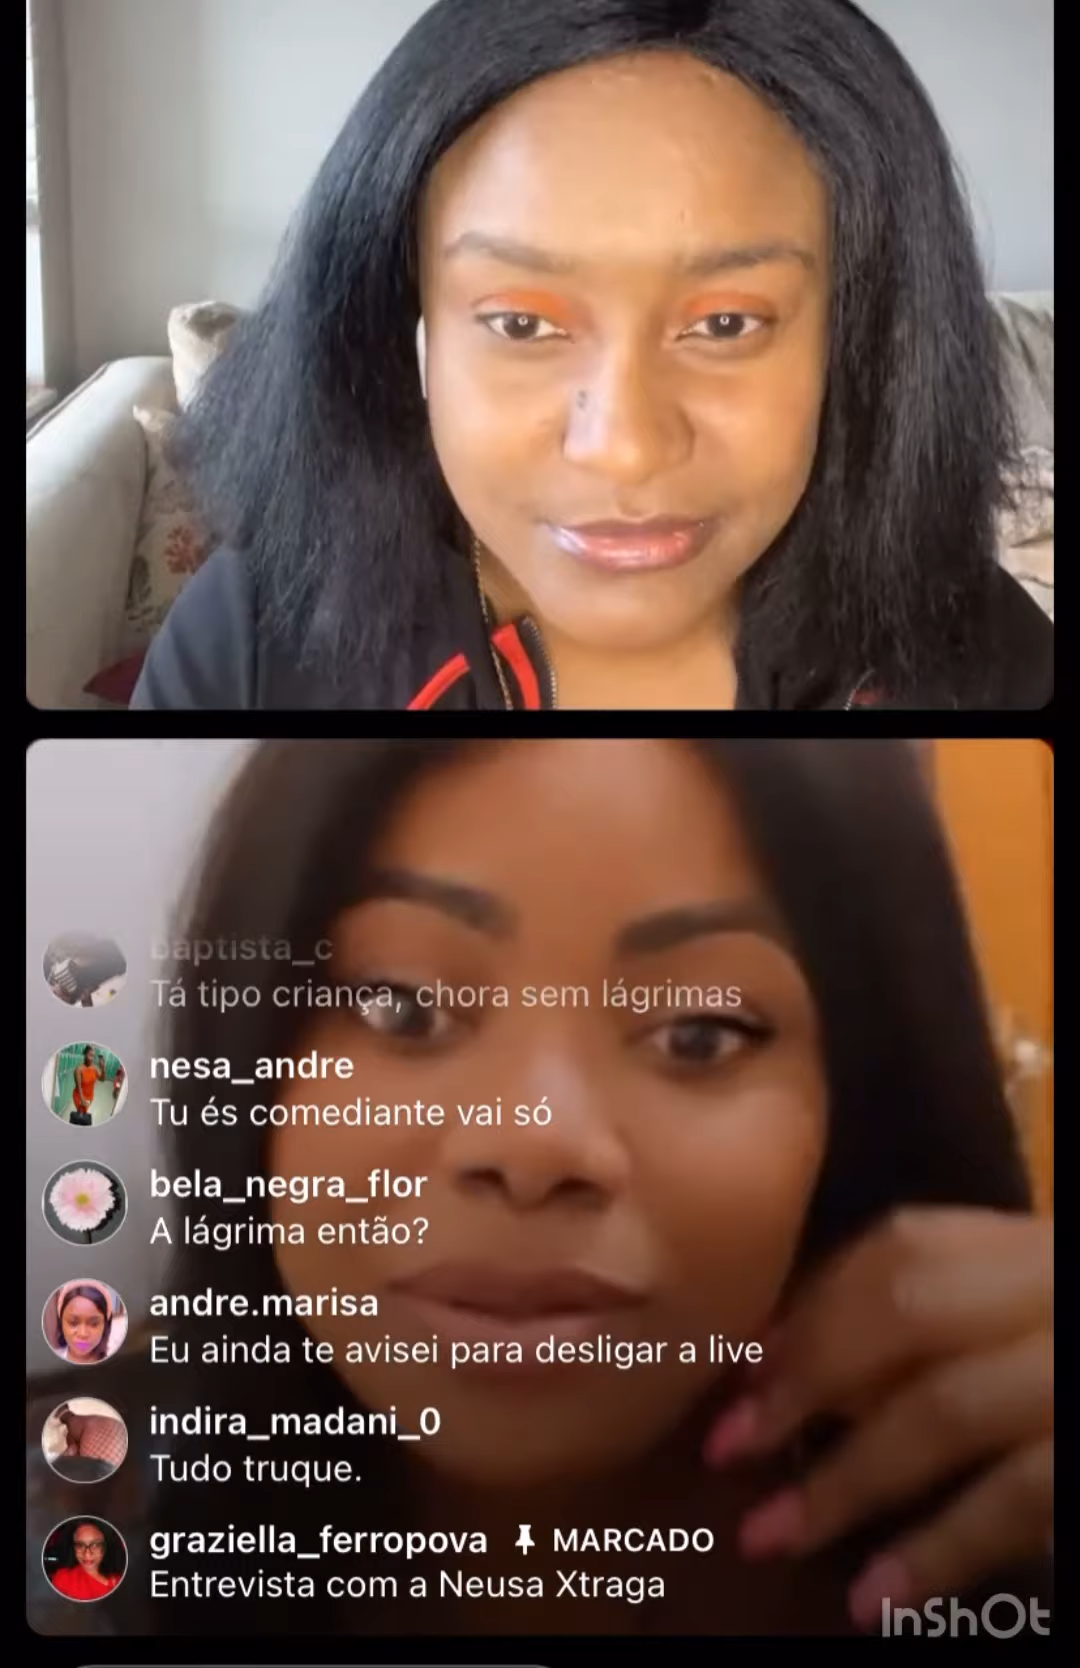 baptista_c
Tá tipo criança, chora sem lágrimas
nesa_andre
Tu és comediante vai só
bela_negra_flor
A lágrima então?
andre.marisa
Eu ainda te avisei para desligar a live
indira_madani_0
Tudo truque.
graziella_ferropova MARCADO
Entrevista com a Neusa Xtraga
InShOt